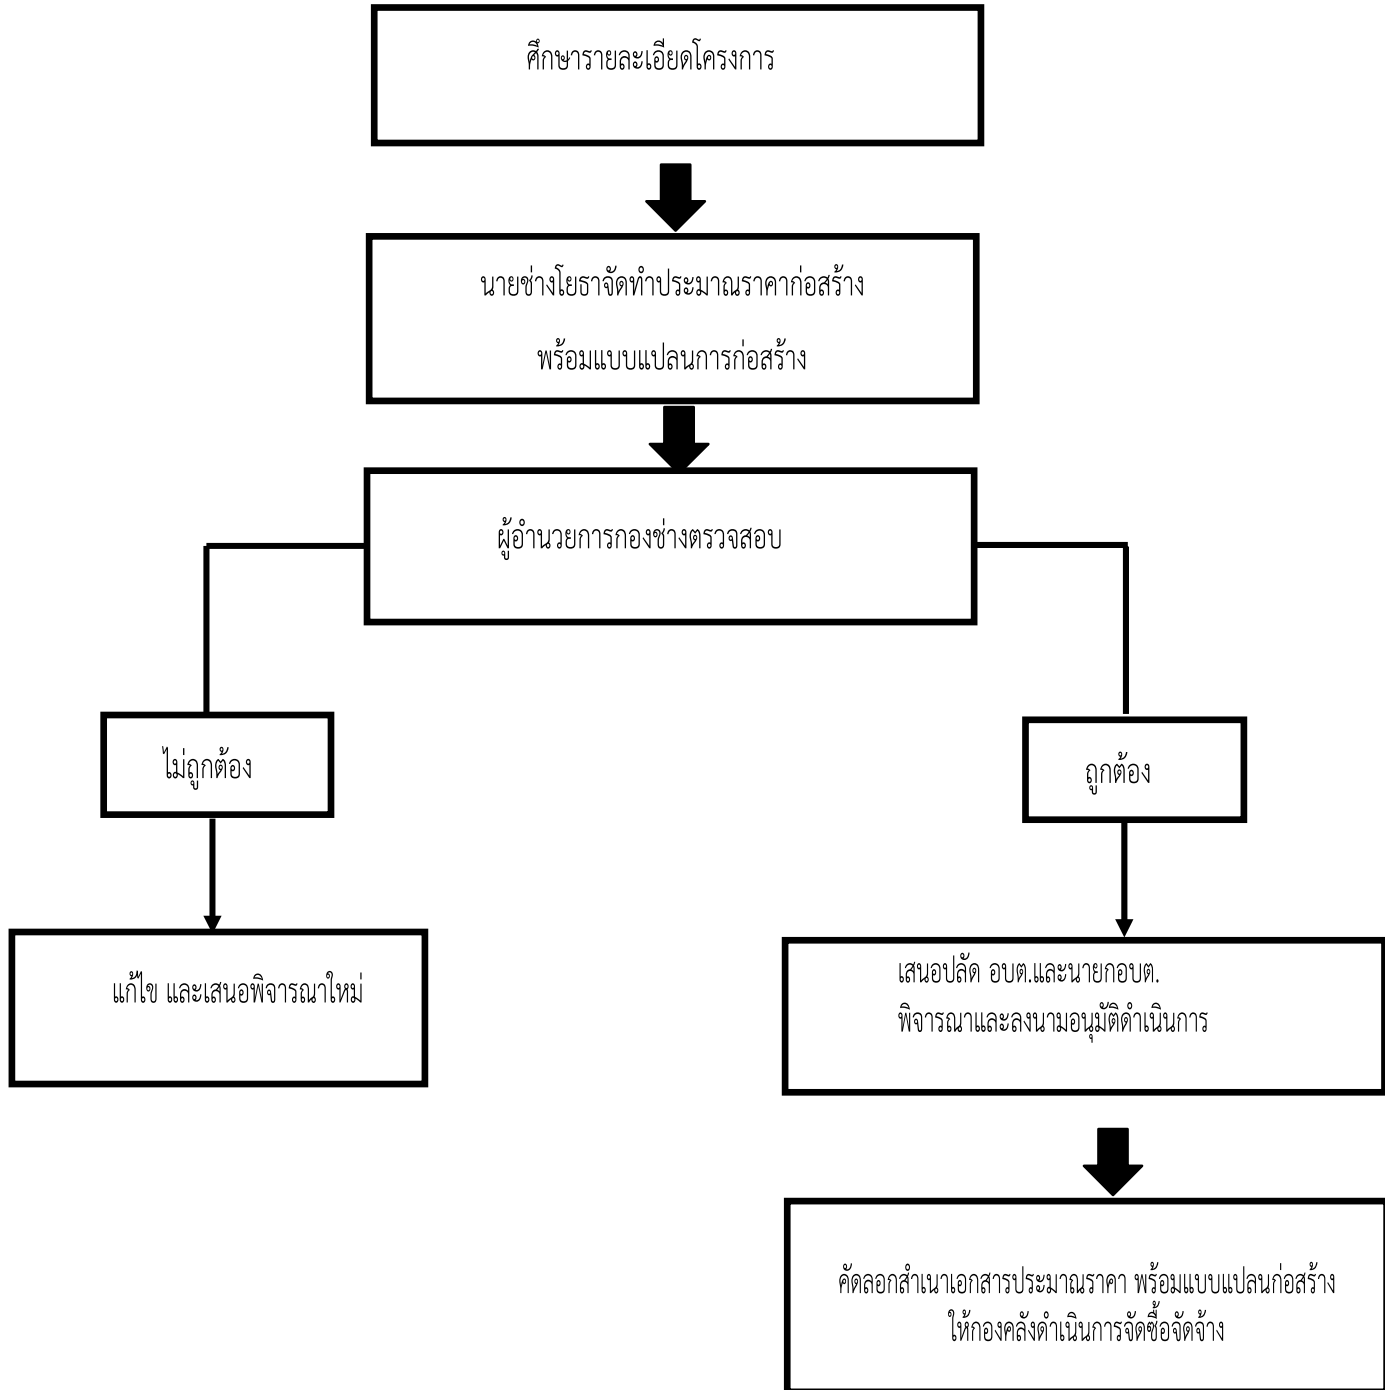 ศึกษารายละเอียดโครงการ
นายช่างโยธาจัดทำประมาณราคาก่อสร้าง
พร้อมแบบแปลนการก่อสร้าง
ผู้อำนวยการกองช่างตรวจสอบ
ไม่ถูกต้อง
ถูกต้อง
แก้ไข และเสนอพิจารณาใหม่
เสนอปลัด อบต.และนายกอบต.
พิจารณาและลงนามอนุมัติดำเนินการ
คัดลอกสำเนาเอกสารประมาณราคา พร้อมแบบแปลนก่อสร้าง
ให้กองคลังดำเนินการจัดซื้อจัดจ้าง